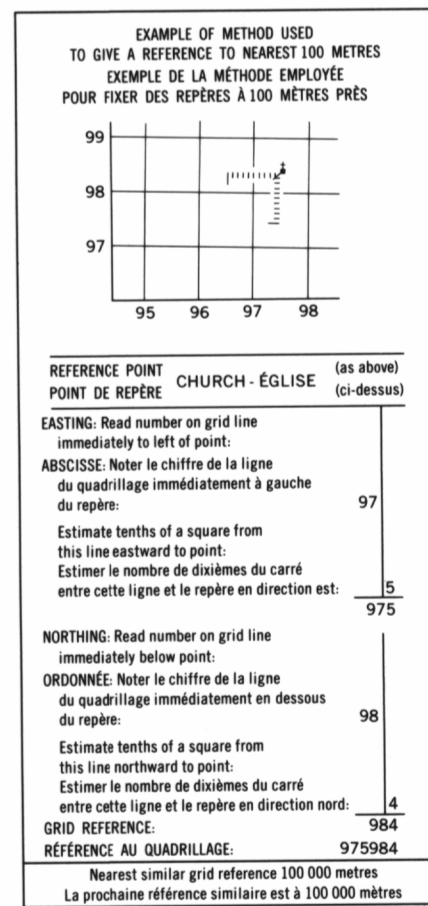 EXAMPLE OF METHOD USED
TO GIVE A REFERENCE TO NEAREST 100 METRES
EXEMPLE DE LA MÉTHODE EMPLOYÉE
POUR FIXER DES REPÈRES À 100 MÈTRES PRÈS
99
98
97
95 96 97 98
REFERENCE POINT
POINT DE REPÈRE
CHURCH - ÉGLISE
(as above)
(ci-dessus)
EASTING: Read number on grid line
immediately to left of point:
ABSCISSE: Noter le chiffre de la ligne
du quadrillage immédiatement à gauche
du repère: 97
Estimate tenths of a square from
this line eastward to point:
Estimer le nombre de dixièmes du carré
entre cette ligne et le repère en direction est: 5
975
NORTHING: Read number on grid line
immediately below point:
ORDONNÉE: Noter le chiffre de la ligne
du quadrillage immédiatement en dessous
du repère: 98
Estimate tenths of a square from
this line northward to point:
Estimer le nombre de dixièmes du carré
entre cette ligne et le repère en direction nord: 4
GRID REFERENCE: 984
RÉFÉRENCE AU QUADRILLAGE: 975984
Nearest similar grid reference 100 000 metres
La prochaine référence similaire est à 100 000 mètres